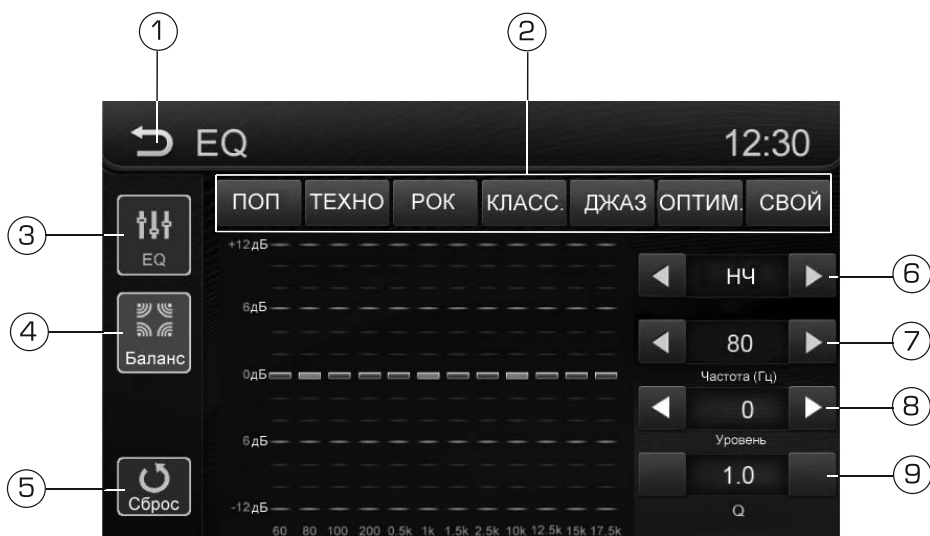 1 2
EQ 12:30
ПОП ТЕХНО РОК КЛАСС. ДЖАЗ ОПТИМ. СВОЙ
3
EQ
+12дБ
НЧ
6
6дБ
4
Баланс
80
7
Частота (Гц)
0дБ
0
8
Уровень
6дБ
5
Сброс
1.0
9
Q
-12дБ
60 80 100 200 0.5k 1k 1.5k 2.5k 10k 12.5k 15k 17.5k